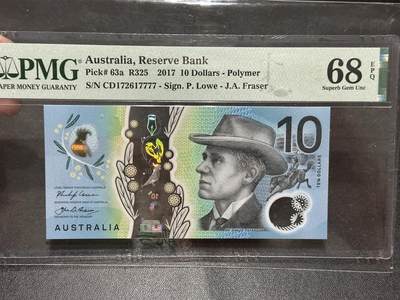 PMG
PAPER MONEY GUARANTY
Australia, Reserve Bank
Pick# 63a R325 2017 10 Dollars - Polymer
S/N CD172617777 - Sign. P. Lowe - J.A. Fraser
68 EPQ
Superb Gem Unc
10
TEN DOLLARS
AUSTRALIA